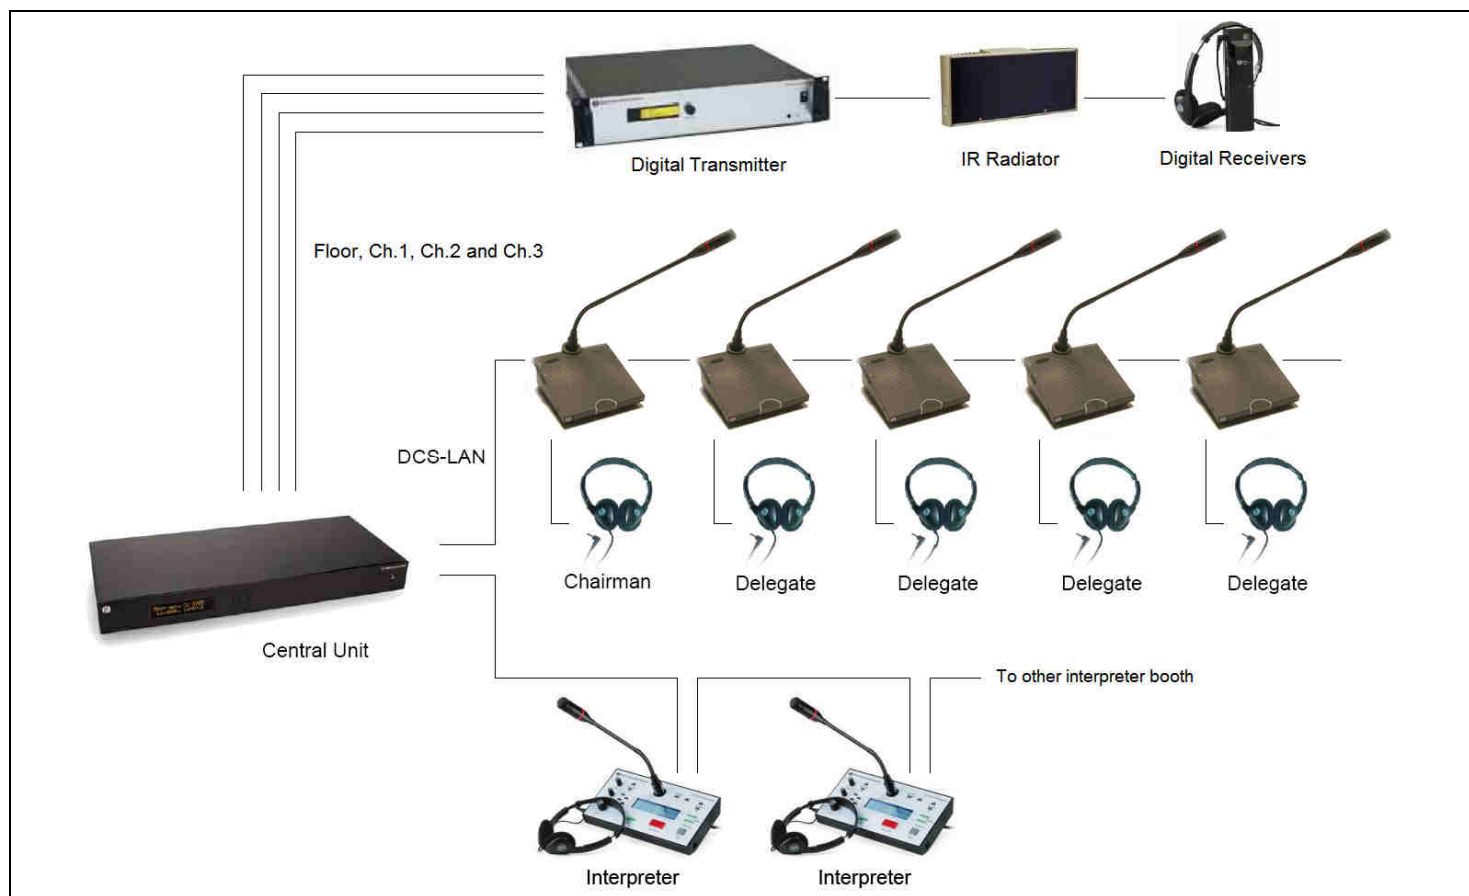 Digital Transmitter
IR Radiator
Digital Receivers
Floor, Ch.1, Ch.2 and Ch.3
DCS-LAN
Chairman
Delegate
Delegate
Delegate
Delegate
Central Unit
To other interpreter booth
Interpreter
Interpreter